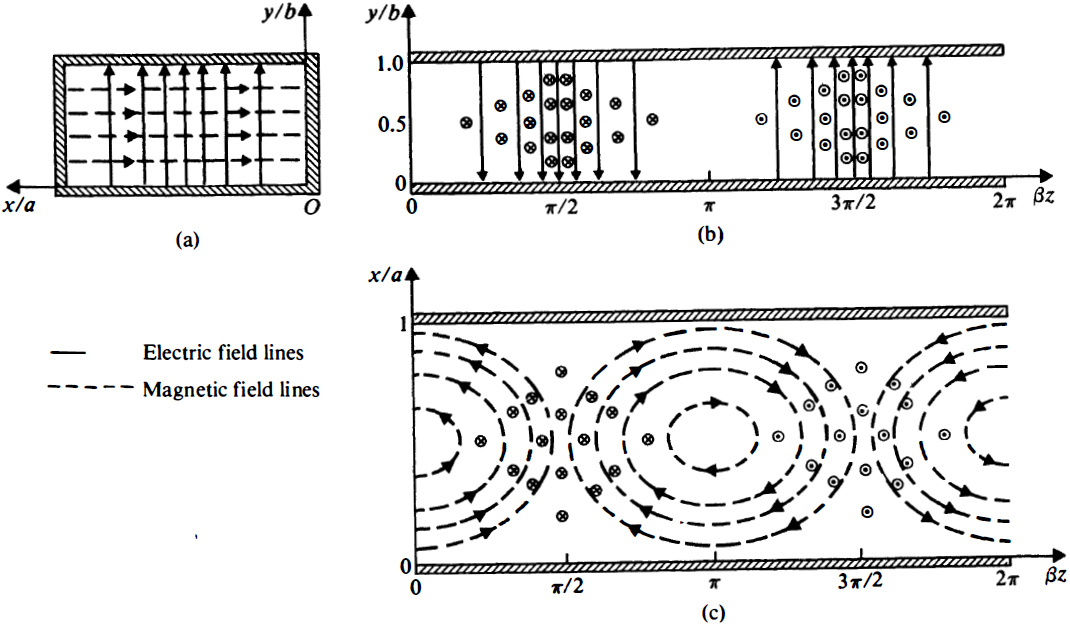 y/b
(a)
x/a
O
y/b
(b)
1.0
0.5
0
0
π/2
π
3π/2
2π
βz
x/a
1
0
0
π/2
π
3π/2
2π
βz
(c)
Electric field lines
Magnetic field lines